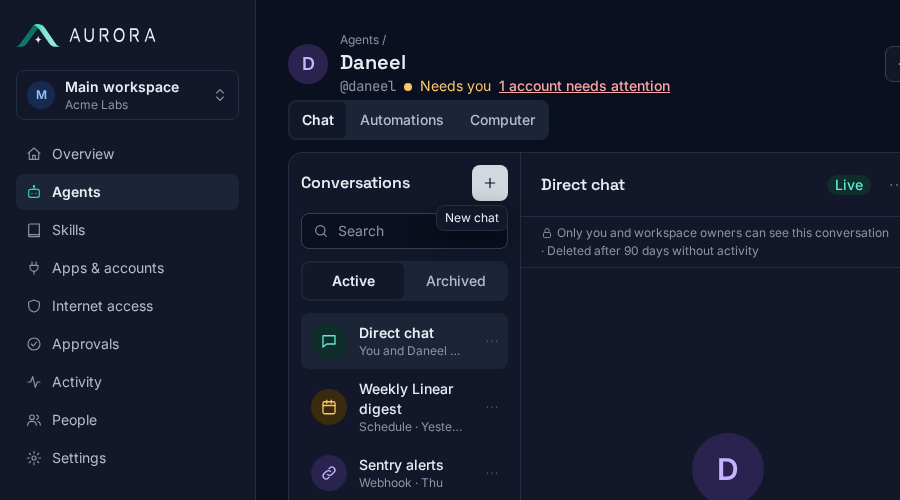 AURORA
M
Main workspace
Acme Labs
Overview
Agents
Skills
Apps & accounts
Internet access
Approvals
Activity
People
Settings
Agents /
D
Daneel
@daneel
Needs you
1 account needs attention
Chat
Automations
Computer
Conversations
New chat
Search
Active
Archived
Direct chat
You and Daneel ...
Weekly Linear
digest
Schedule · Yeste...
Sentry alerts
Webhook · Thu
Direct chat
Live
Only you and workspace owners can see this conversation
· Deleted after 90 days without activity
D